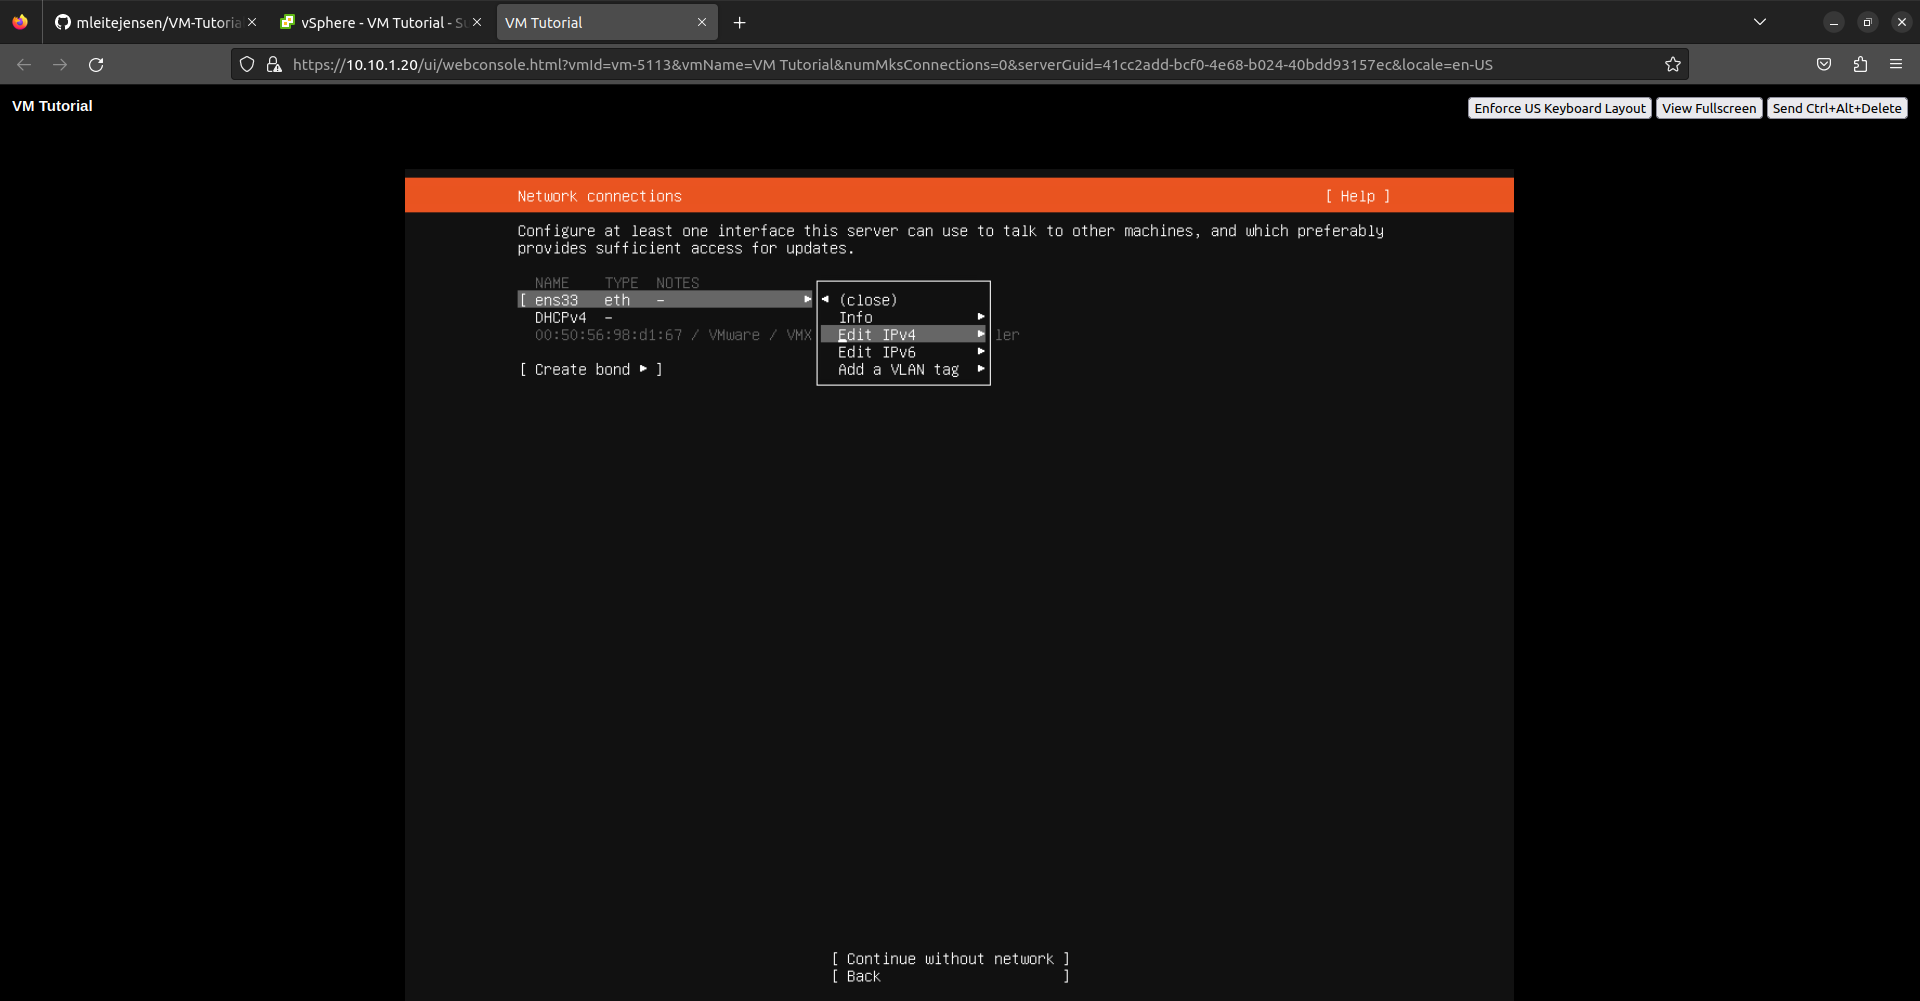 mleitejensen/VM-Tutoria
vSphere - VM Tutorial - Su
VM Tutorial
https://10.10.1.20/ui/webconsole.html?vmId=vm-5113&vmName=VM Tutorial&numMksConnections=0&serverGuid=41cc2add-bcf0-4e68-b024-40bdd93157ec&locale=en-US
VM Tutorial
Enforce US Keyboard Layout View Fullscreen Send Ctrl+Alt+Delete
Network connections [ Help ]
Configure at least one interface this server can use to talk to other machines, and which preferably
provides sufficient access for updates.
NAME TYPE NOTES
[ ens33 eth – ▸
DHCPv4 –
00:50:56:98:d1:67 / VMware / VMX
ler
◂ (close)
Info ▸
Edit IPv4 ▸
Edit IPv6 ▸
Add a VLAN tag ▸
[ Create bond ▸ ]
[ Continue without network ]
[ Back ]